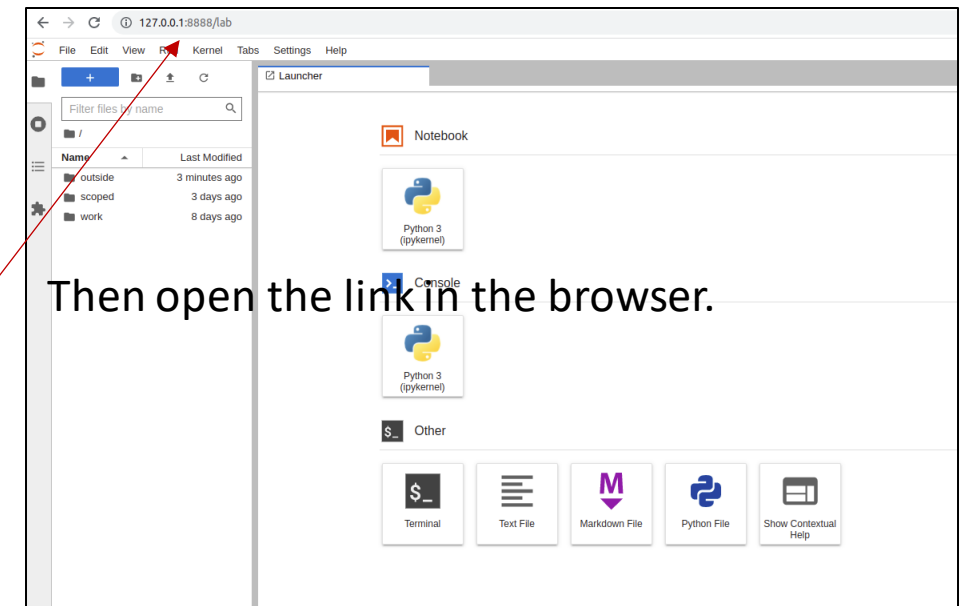 127.0.0.1:8888/lab
File Edit View Run Kernel Tabs Settings Help
+
Launcher
Filter files by name
/
Name Last Modified
outside 3 minutes ago
scoped 3 days ago
work 8 days ago
Notebook
Python 3
(ipykernel)
Then open the link in the browser.
Console
Python 3
(ipykernel)
$_ Other
$_
Terminal
Text File
M
Markdown File
Python File
Show Contextual
Help